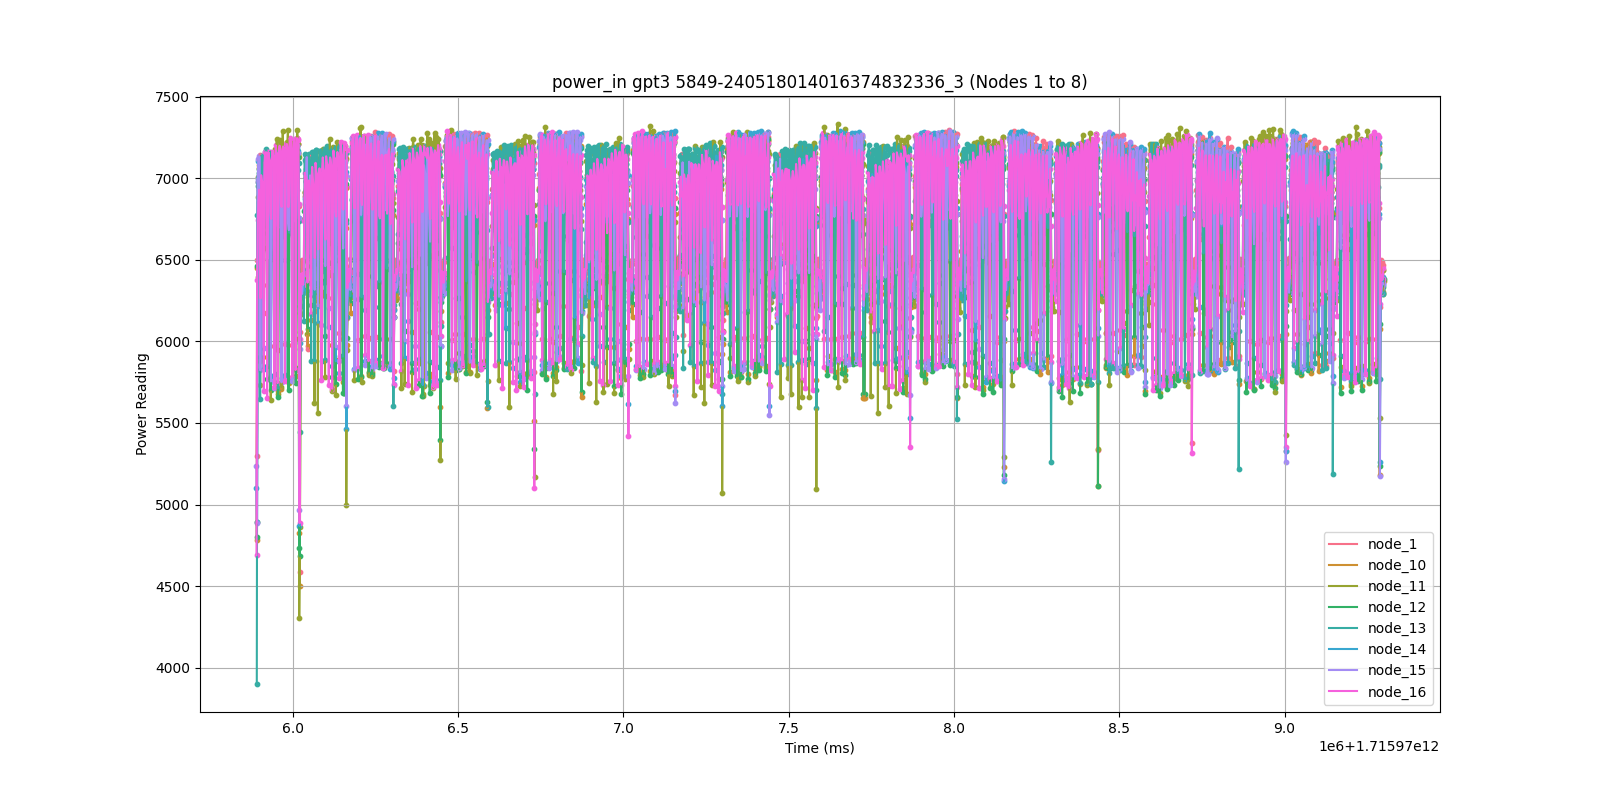 power_in gpt3 5849-240518014016374832336_3 (Nodes 1 to 8)
7500
7000
6500
6000
5500
5000
4500
4000
Power Reading
node_1
node_10
node_11
node_12
node_13
node_14
node_15
node_16
6.0 6.5 7.0 7.5 8.0 8.5 9.0
Time (ms)
1e6+1.71597e12